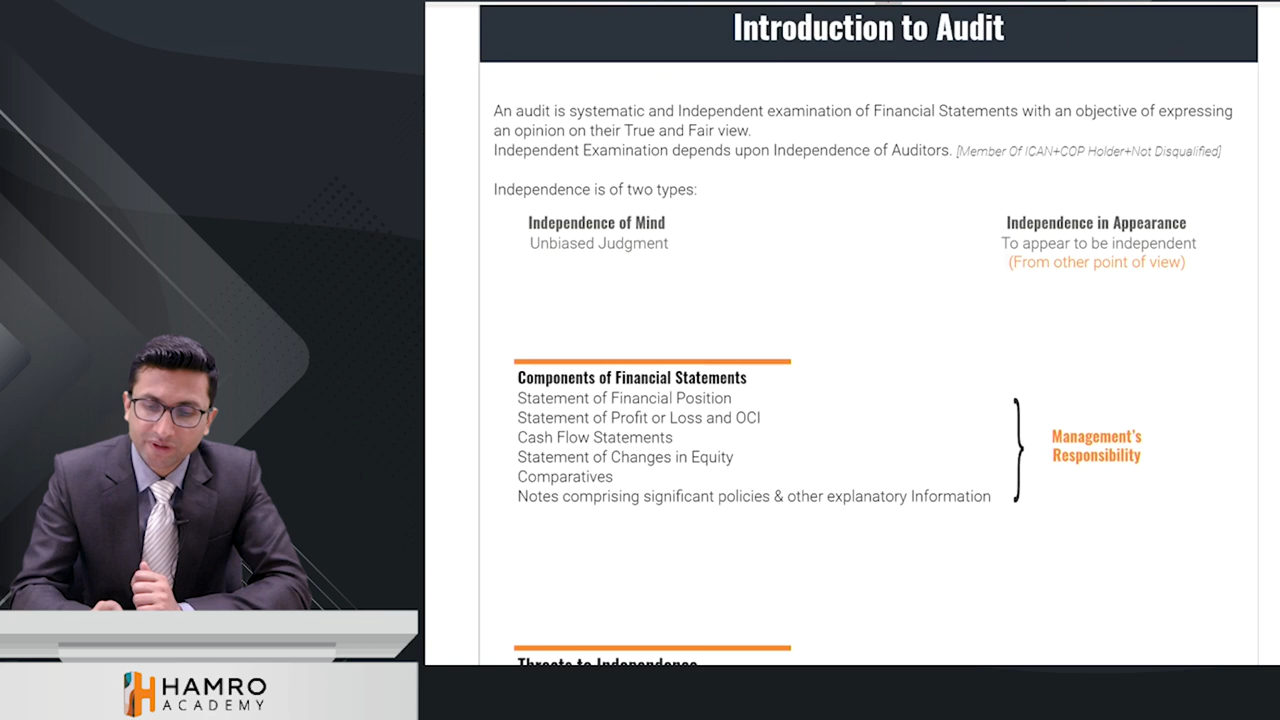 Introduction to Audit
An audit is systematic and Independent examination of Financial Statements with an objective of expressing
an opinion on their True and Fair view.
Independent Examination depends upon Independence of Auditors. [Member Of ICAN+COP Holder+Not Disqualified]
Independence is of two types:
Independence of Mind
Unbiased Judgment
Independence in Appearance
To appear to be independent
(From other point of view)
Components of Financial Statements
Statement of Financial Position
Statement of Profit or Loss and OCI
Cash Flow Statements
Statement of Changes in Equity
Comparatives
Notes comprising significant policies & other explanatory Information
Management's
Responsibility
Threats to Independence
HAMRO
ACADEMY